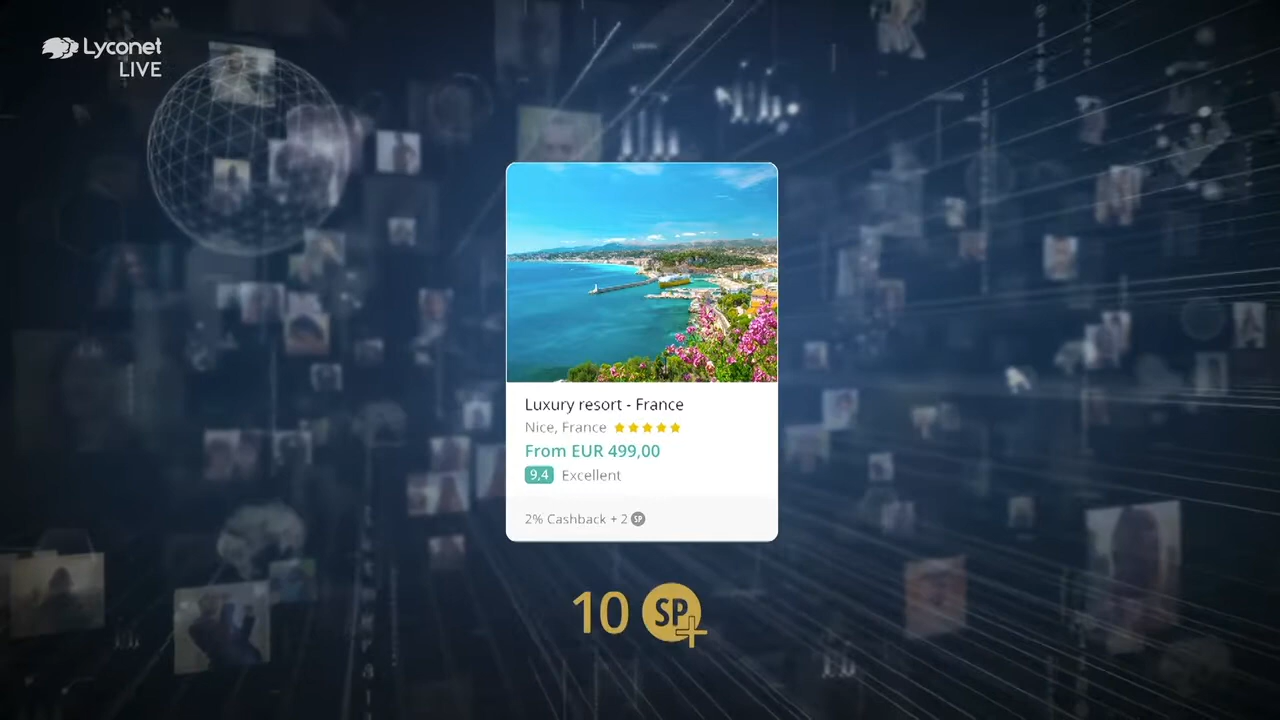 Lyconet
LIVE
Luxury resort - France
Nice, France
From EUR 499,00
9,4 Excellent
2% Cashback + 2 SP
10 SP+